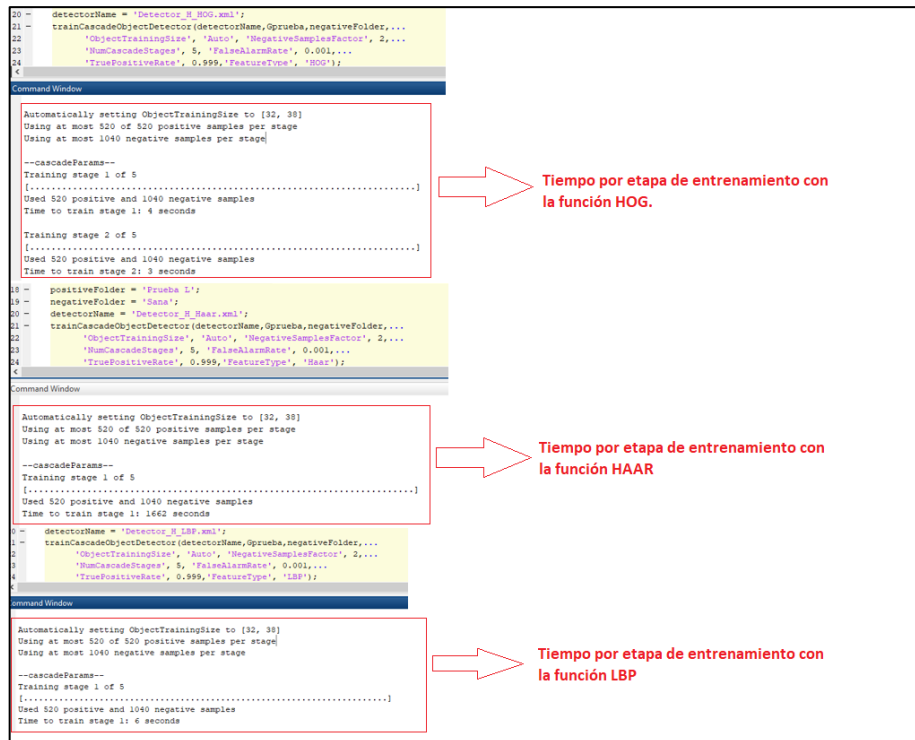 20 - detectorName = 'Detector_H_HOG.xml';
21 - trainCascadeObjectDetector(detectorName,Gprueba,negativeFolder,...
22 'ObjectTrainingSize', 'Auto', 'NegativeSamplesFactor', 2,...
23 'NumCascadeStages', 5, 'FalseAlarmRate', 0.001,...
24 'TruePositiveRate', 0.999,'FeatureType', 'HOG');
Command Window
Automatically setting ObjectTrainingSize to [32, 38]
Using at most 520 of 520 positive samples per stage
Using at most 1040 negative samples per stage
--cascadeParams--
Training stage 1 of 5
[........................................................................]
Used 520 positive and 1040 negative samples
Time to train stage 1: 4 seconds
Training stage 2 of 5
[........................................................................]
Used 520 positive and 1040 negative samples
Time to train stage 2: 3 seconds
Tiempo por etapa de entrenamiento con
la función HOG.
18 - positiveFolder = 'Prueba L';
19 - negativeFolder = 'Sana';
20 - detectorName = 'Detector_H_Haar.xml';
21 - trainCascadeObjectDetector(detectorName,Gprueba,negativeFolder,...
22 'ObjectTrainingSize', 'Auto', 'NegativeSamplesFactor', 2,...
23 'NumCascadeStages', 5, 'FalseAlarmRate', 0.001,...
24 'TruePositiveRate', 0.999,'FeatureType', 'Haar');
Command Window
Automatically setting ObjectTrainingSize to [32, 38]
Using at most 520 of 520 positive samples per stage
Using at most 1040 negative samples per stage
--cascadeParams--
Training stage 1 of 5
[........................................................................]
Used 520 positive and 1040 negative samples
Time to train stage 1: 1662 seconds
Tiempo por etapa de entrenamiento con
la función HAAR
0 - detectorName = 'Detector_H_LBP.xml';
1 - trainCascadeObjectDetector(detectorName,Gprueba,negativeFolder,...
2 'ObjectTrainingSize', 'Auto', 'NegativeSamplesFactor', 2,...
3 'NumCascadeStages', 5, 'FalseAlarmRate', 0.001,...
4 'TruePositiveRate', 0.999,'FeatureType', 'LBP');
ommand Window
Automatically setting ObjectTrainingSize to [32, 38]
Using at most 520 of 520 positive samples per stage
Using at most 1040 negative samples per stage
--cascadeParams--
Training stage 1 of 5
[........................................................................]
Used 520 positive and 1040 negative samples
Time to train stage 1: 6 seconds
Tiempo por etapa de entrenamiento con
la función LBP